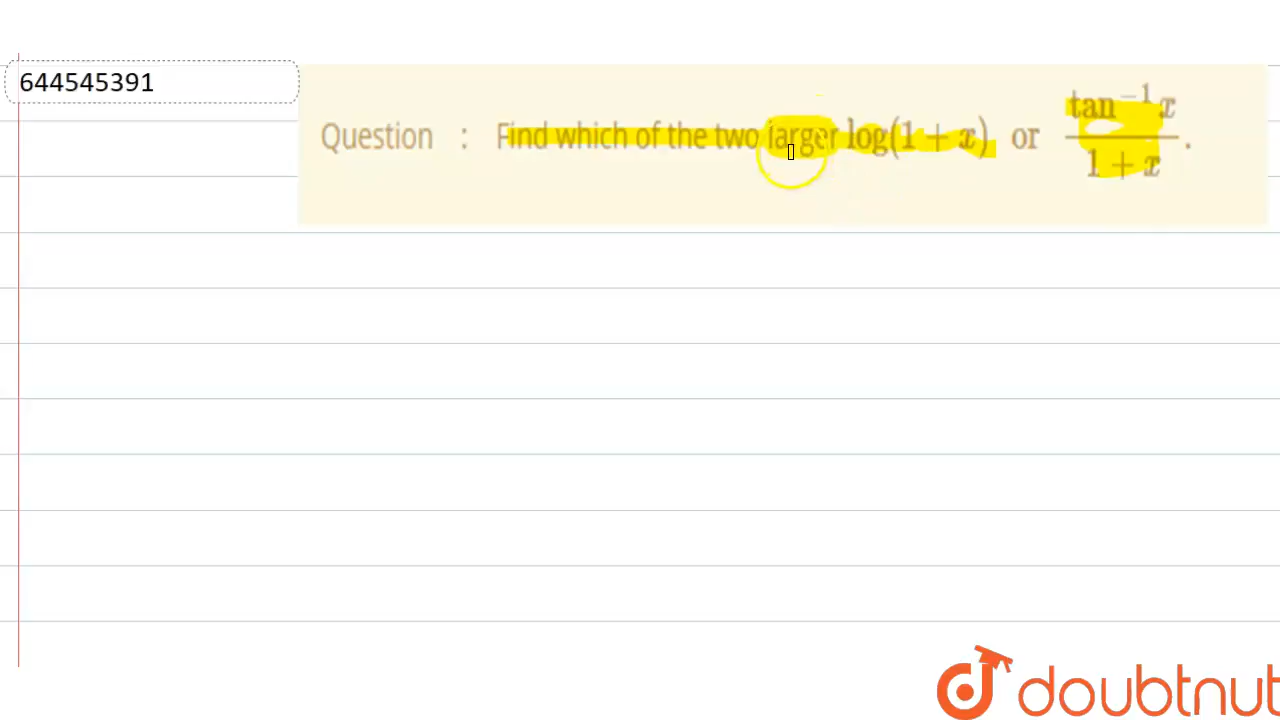 644545391
Question : Find which of the two larger log(1 + x) or tan⁻¹x / 1 + x .
doubtnut